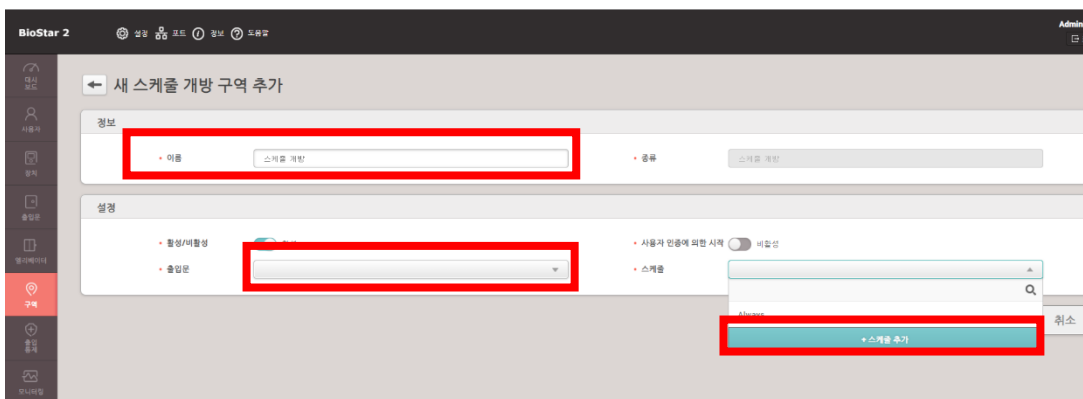 BioStar 2
설정 포트 정보 도움말
Admin
대시
보드
사용자
장치
출입문
엘리베이터
구역
출입
통제
모니터링
새 스케줄 개방 구역 추가
정보
• 이름 스케줄 개방
• 종류 스케줄 개방
설정
• 활성/비활성
• 사용자 인증에 의한 시작 비활성
• 출입문
• 스케줄
Always
+ 스케줄 추가
취소